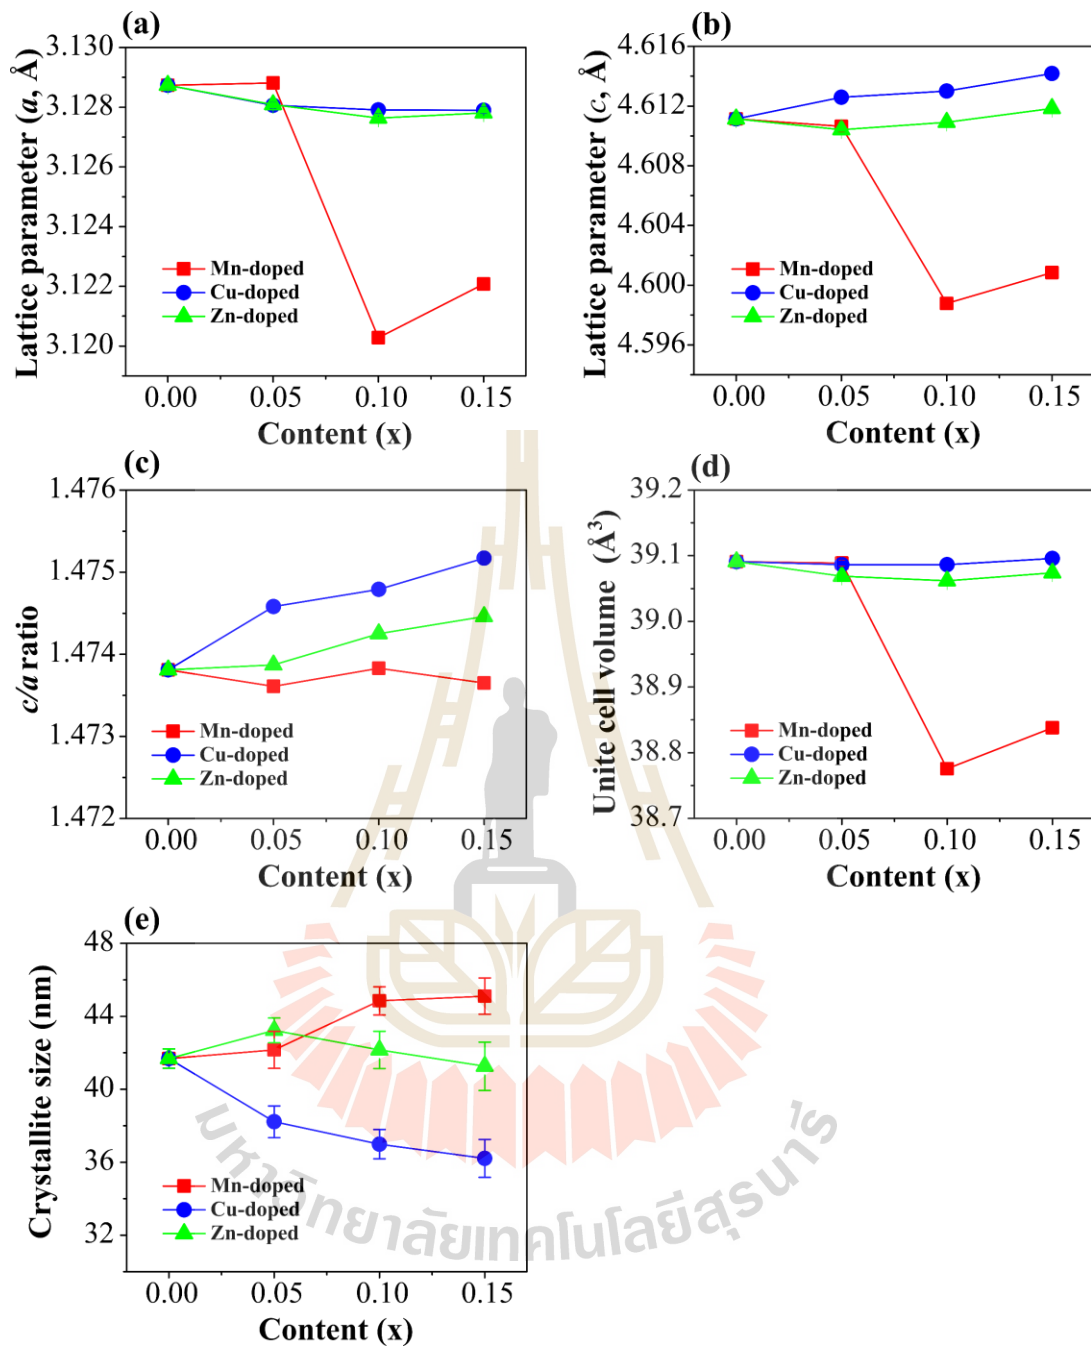 (a)
Lattice parameter (a, Å)
3.130
3.128
3.126
3.124
3.122
3.120
Mn-doped
Cu-doped
Zn-doped
0.00 0.05 0.10 0.15
Content (x)
(b)
Lattice parameter (c, Å)
4.616
4.612
4.608
4.604
4.600
4.596
Mn-doped
Cu-doped
Zn-doped
0.00 0.05 0.10 0.15
Content (x)
(c)
c/a ratio
1.476
1.475
1.474
1.473
1.472
Mn-doped
Cu-doped
Zn-doped
0.00 0.05 0.10 0.15
Content (x)
(d)
Unite cell volume (Å³)
39.2
39.1
39.0
38.9
38.8
38.7
Mn-doped
Cu-doped
Zn-doped
0.00 0.05 0.10 0.15
Content (x)
(e)
Crystallite size (nm)
48
44
40
36
32
Mn-doped
Cu-doped
Zn-doped
0.00 0.05 0.10 0.15
Content (x)
มหาวิทยาลัยเทคโนโลยีสุรนารี